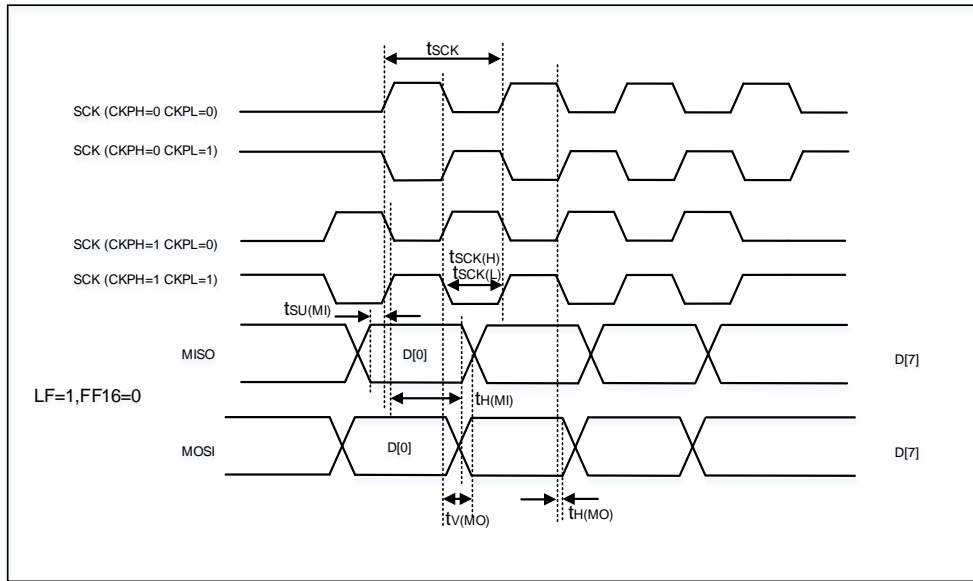 tSCK
SCK (CKPH=0 CKPL=0)
SCK (CKPH=0 CKPL=1)
SCK (CKPH=1 CKPL=0)
tSCK(H)
SCK (CKPH=1 CKPL=1)
tSCK(L)
tSU(MI)
MISO
D[0]
D[7]
LF=1,FF16=0
tH(MI)
MOSI
D[0]
D[7]
tV(MO)
tH(MO)